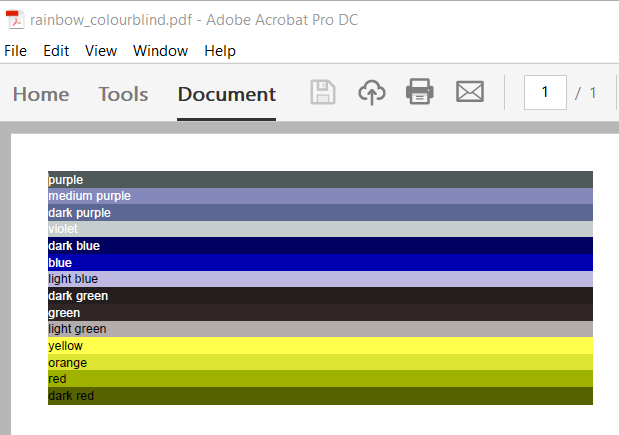 rainbow_colourblind.pdf - Adobe Acrobat Pro DC
File Edit View Window Help
Home Tools Document 1 / 1
purple
medium purple
dark purple
violet
dark blue
blue
light blue
dark green
green
light green
yellow
orange
red
dark red